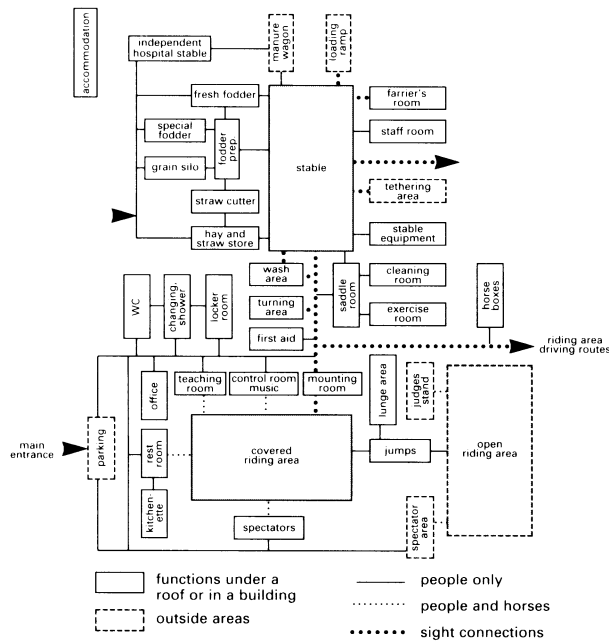 accommodation
independent
hospital stable
manure
wagon
loading
ramp
fresh fodder
farrier's
room
special
fodder
fodder
prep.
staff room
stable
grain silo
tethering
area
straw cutter
hay and
straw store
stable
equipment
wash
area
saddle
room
cleaning
room
turning
area
exercise
room
horse
boxes
WC
changing,
shower
locker
room
first aid
riding area
driving routes
office
teaching
room
control room
music
mounting
room
lunge area
judges
stand
main
entrance
parking
rest
room
covered
riding area
jumps
open
riding area
kitchen-
ette
spectators
spectator
area
functions under a
roof or in a building
people only
people and horses
outside areas
sight connections